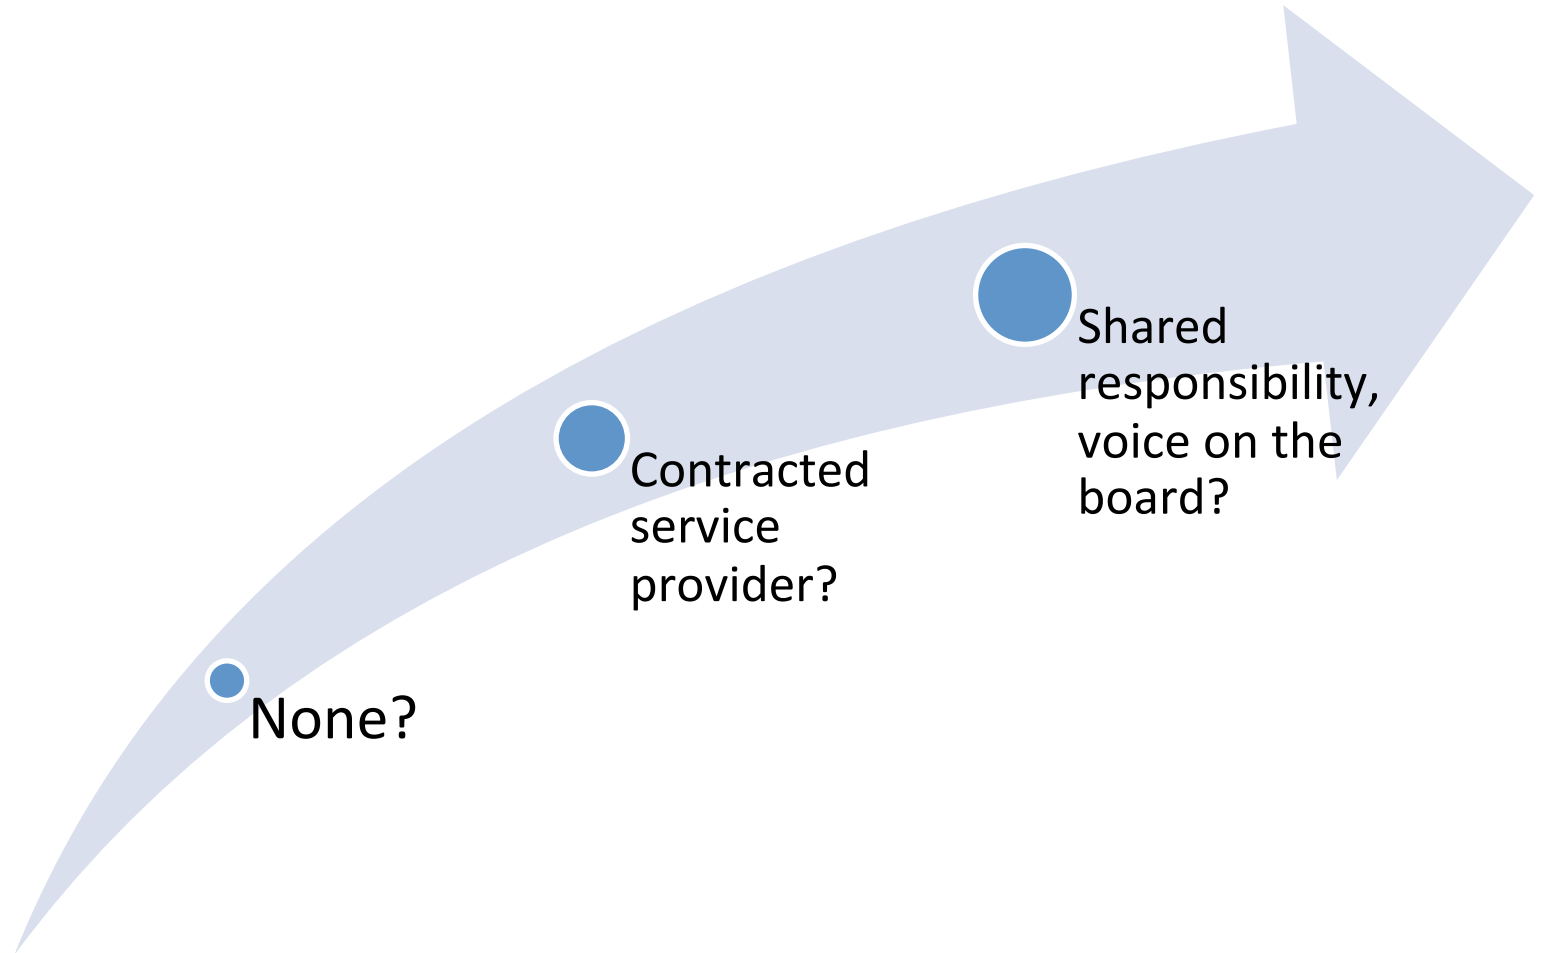 None?
Contracted
service
provider?
Shared
responsibility,
voice on the
board?